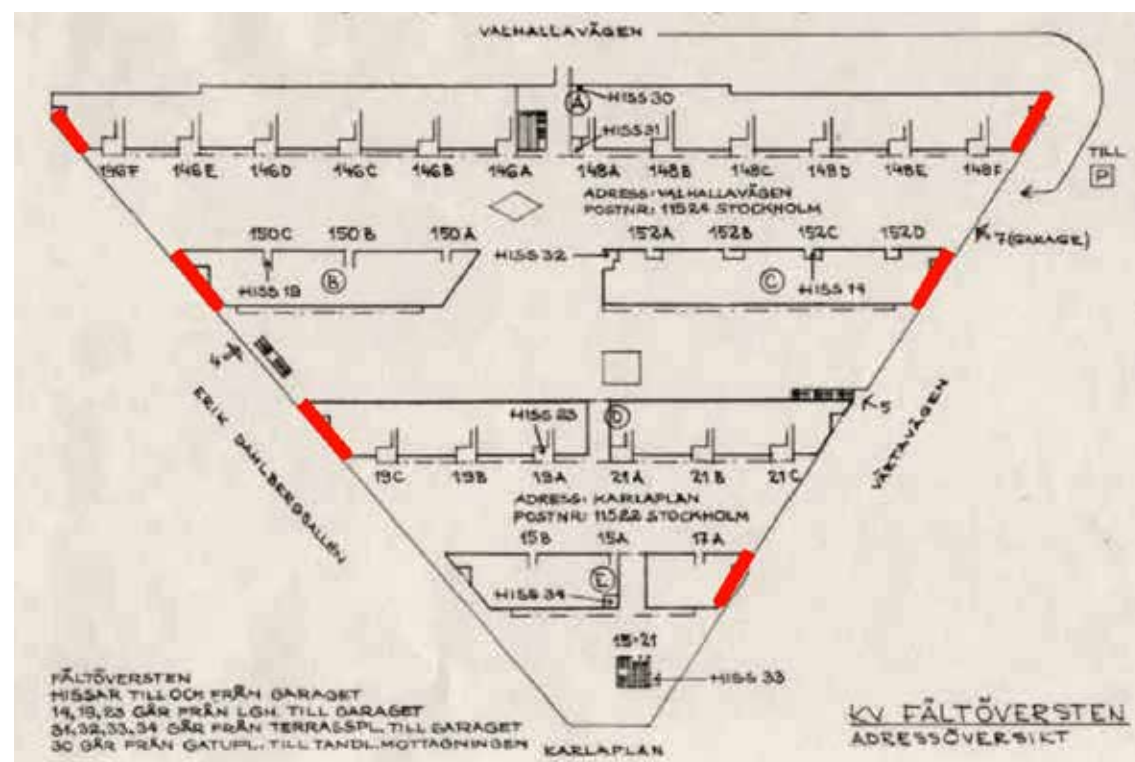 VALHALLAVÄGEN
HISS 30
A
HISS 31
TILL
P
146F 146E 146D 146C 146B 146A 148A 148B 148C 148D 148E 148F
ADRESS: VALHALLAVÄGEN
POSTNR: 11524 STOCKHOLM
150C 150B 150A 152A 152B 152C 152D
7 (GARAGE)
HISS 32
HISS 18 B
C HISS 14
ERIK DAHLBERGSALLÉN
5
VÄRTAVÄGEN
HISS 23
D
19C 19B 19A 21A 21B 21C
ADRESS: KARLAPLAN
POSTNR: 11522 STOCKHOLM
15B 15A 17A
E
HISS 34
15-21
HISS 33
FÄLTÖVERSTEN
HISSAR TILL OCH FRÅN GARAGET
14, 18, 23 GÅR FRÅN LGH. TILL GARAGET
31, 32, 33, 34 GÅR FRÅN TERRASSPL. TILL GARAGET
30 GÅR FRÅN GATUPL. TILL TANDL. MOTTAGNINGEN
KARLAPLAN
KV FÄLTÖVERSTEN
ADRESSÖVERSIKT